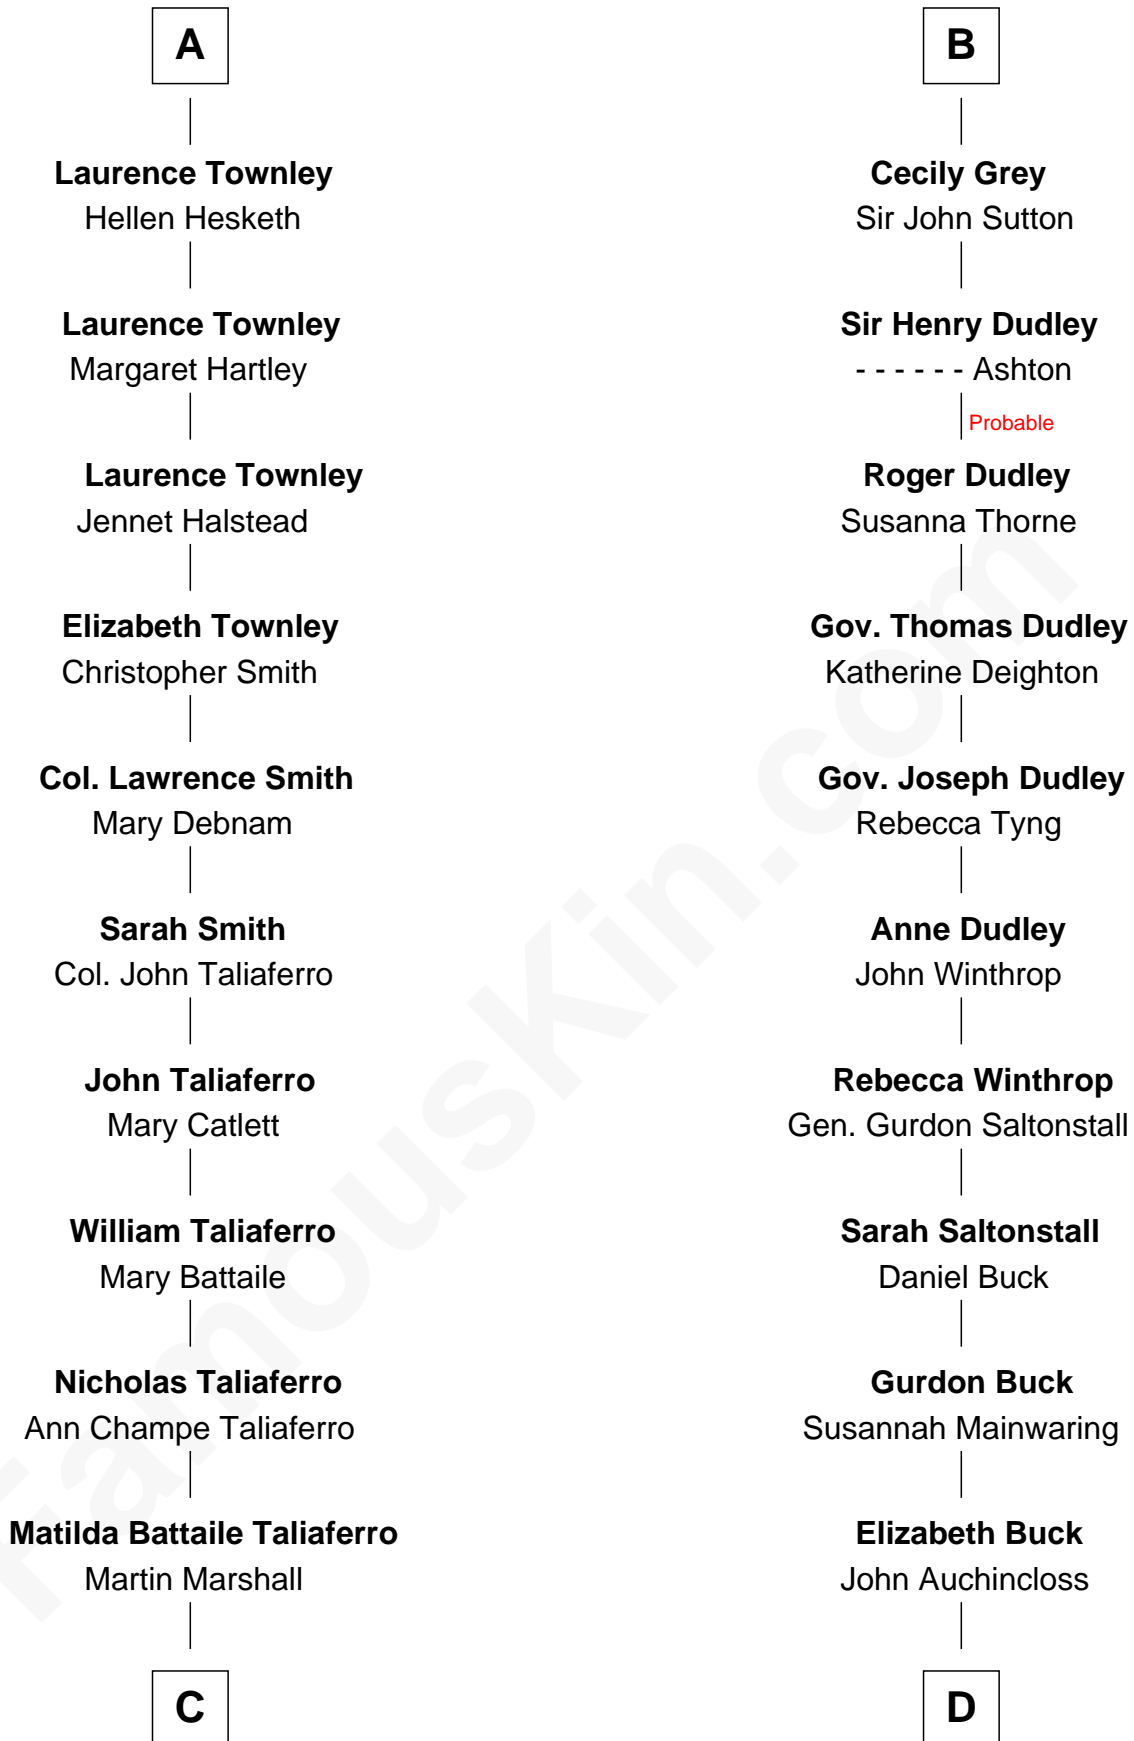 A
Laurence Townley
Hellen Hesketh
Laurence Townley
Margaret Hartley
Laurence Townley
Jennet Halstead
Elizabeth Townley
Christopher Smith
Col. Lawrence Smith
Mary Debnam
Sarah Smith
Col. John Taliaferro
John Taliaferro
Mary Catlett
William Taliaferro
Mary Battaile
Nicholas Taliaferro
Ann Champe Taliaferro
Matilda Battaile Taliaferro
Martin Marshall
C
B
Cecily Grey
Sir John Sutton
Sir Henry Dudley
- - - - - - Ashton
Probable
Roger Dudley
Susanna Thorne
Gov. Thomas Dudley
Katherine Deighton
Gov. Joseph Dudley
Rebecca Tyng
Anne Dudley
John Winthrop
Rebecca Winthrop
Gen. Gurdon Saltonstall
Sarah Saltonstall
Daniel Buck
Gurdon Buck
Susannah Mainwaring
Elizabeth Buck
John Auchincloss
D
FamousKin.com